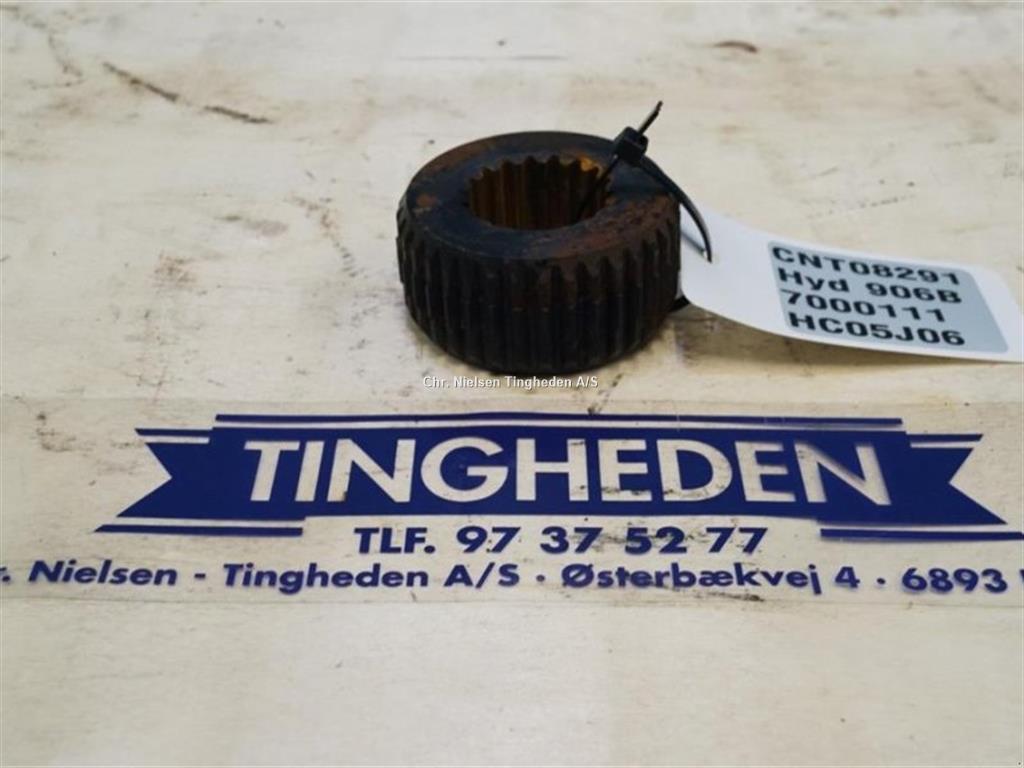 CNT08291
Hyd 906B
7000111
HC05J06
Chr. Nielsen Tingheden A/S
TINGHEDEN
TLF. 97 37 52 77
r. Nielsen - Tingheden A/S · Østerbækvej 4 · 6893